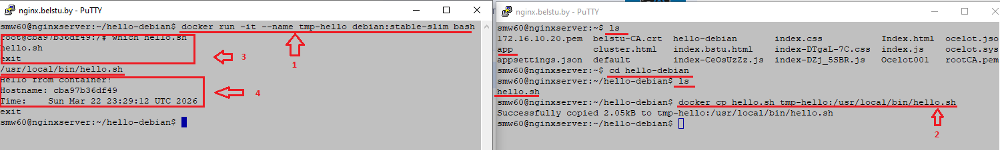 nginx.belstu.by - PuTTY
smw60@nginxserver:~/hello-debian$ docker run -it --name tmp-hello debian:stable-slim bash
root@cba97b36df49:/# which hello.sh
hello.sh
exit
/usr/local/bin/hello.sh
Hello from container!
Hostname: cba97b36df49
Time:    Sun Mar 22 23:29:12 UTC 2026
exit
smw60@nginxserver:~/hello-debian$
1
3
4
nginx.belstu.by - PuTTY
smw60@nginxserver:~$ ls
172.16.10.20.pem  belstu-CA.crt  hello-debian       index.css           Index.html  ocelot.jso
app               cluster.html   index.bstu.html    index-DTgaL-7C.css  index.js    ocelot.sys
appsettings.json  default        index-CeOsUzZz.js  index-DZj_5SBR.js   Ocelot001   rootCA.pem
smw60@nginxserver:~$ cd hello-debian
smw60@nginxserver:~/hello-debian$ ls
hello.sh
smw60@nginxserver:~/hello-debian$ docker cp hello.sh tmp-hello:/usr/local/bin/hello.sh
Successfully copied 2.05kB to tmp-hello:/usr/local/bin/hello.sh
smw60@nginxserver:~/hello-debian$
2